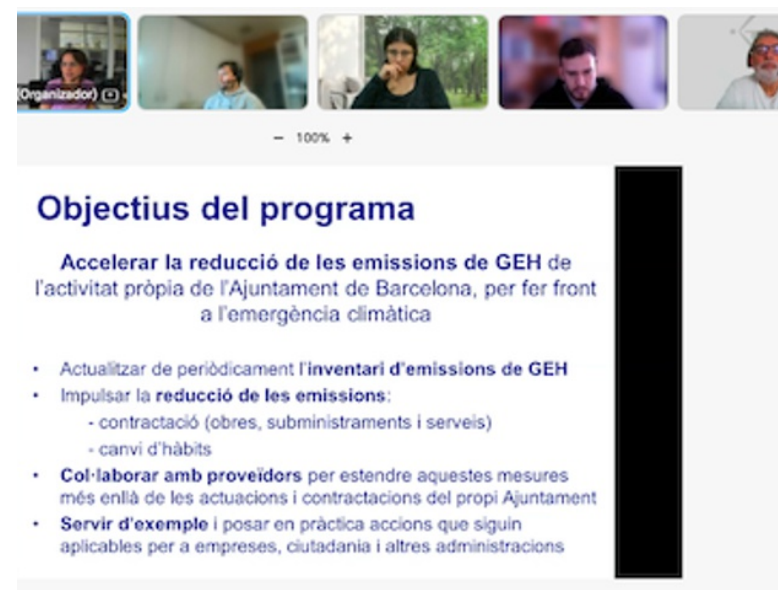 (Organizador)
− 100% +
Objectius del programa
Accelerar la reducció de les emissions de GEH de
l'activitat pròpia de l'Ajuntament de Barcelona, per fer front
a l'emergència climàtica
• Actualitzar de periòdicament l'inventari d'emissions de GEH
• Impulsar la reducció de les emissions:
- contractació (obres, subministraments i serveis)
- canvi d'hàbits
• Col·laborar amb proveïdors per estendre aquestes mesures
més enllà de les actuacions i contractacions del propi Ajuntament
• Servir d'exemple i posar en pràctica accions que siguin
aplicables per a empreses, ciutadania i altres administracions